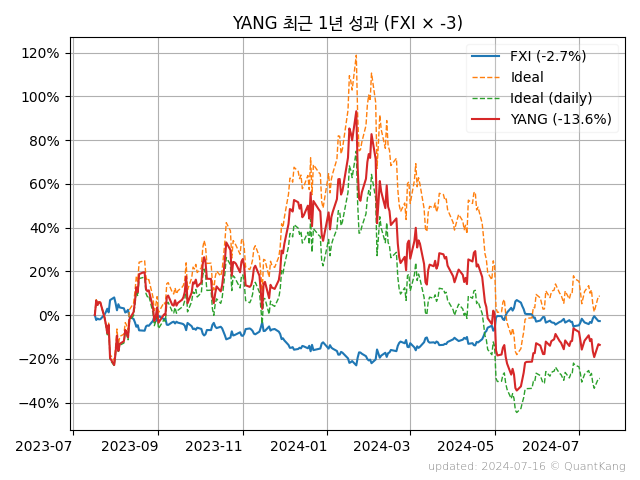 YANG 최근 1년 성과 (FXI × -3)
FXI (-2.7%)
Ideal
Ideal (daily)
YANG (-13.6%)
120%
100%
80%
60%
40%
20%
0%
−20%
−40%
2023-07 2023-09 2023-11 2024-01 2024-03 2024-05 2024-07
updated: 2024-07-16 © QuantKang